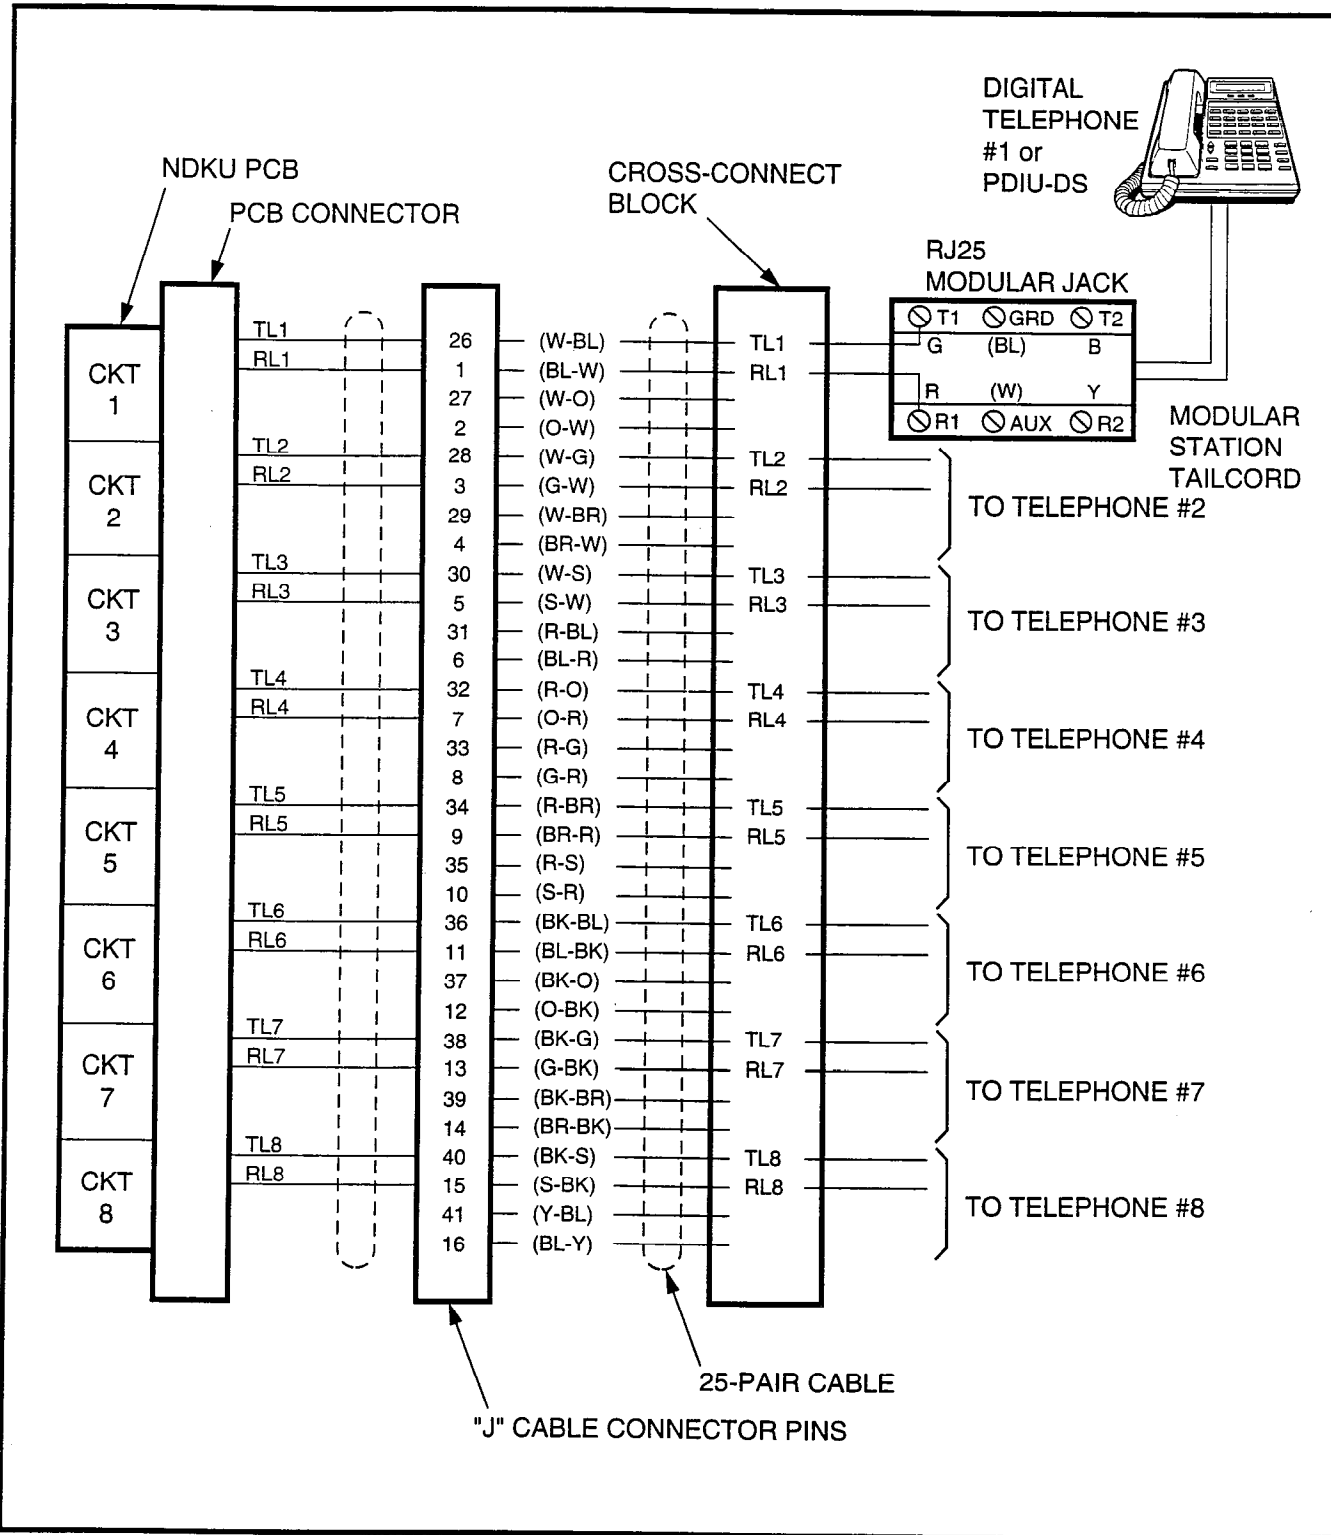 DIGITAL
TELEPHONE
#1 or
PDIU-DS
NDKU PCB
PCB CONNECTOR
CROSS-CONNECT
BLOCK
RJ25
MODULAR JACK
T1 GRD T2
G (BL) B
R (W) Y
R1 AUX R2
MODULAR
STATION
TAILCORD
CKT
1
TL1 26 (W-BL) TL1
RL1 1 (BL-W) RL1
27 (W-O)
2 (O-W)
CKT
2
TL2 28 (W-G) TL2
RL2 3 (G-W) RL2
29 (W-BR)
4 (BR-W)
TO TELEPHONE #2
CKT
3
TL3 30 (W-S) TL3
RL3 5 (S-W) RL3
31 (R-BL)
6 (BL-R)
TO TELEPHONE #3
CKT
4
TL4 32 (R-O) TL4
RL4 7 (O-R) RL4
33 (R-G)
8 (G-R)
TO TELEPHONE #4
CKT
5
TL5 34 (R-BR) TL5
RL5 9 (BR-R) RL5
35 (R-S)
10 (S-R)
TO TELEPHONE #5
CKT
6
TL6 36 (BK-BL) TL6
RL6 11 (BL-BK) RL6
37 (BK-O)
12 (O-BK)
TO TELEPHONE #6
CKT
7
TL7 38 (BK-G) TL7
RL7 13 (G-BK) RL7
39 (BK-BR)
14 (BR-BK)
TO TELEPHONE #7
CKT
8
TL8 40 (BK-S) TL8
RL8 15 (S-BK) RL8
41 (Y-BL)
16 (BL-Y)
TO TELEPHONE #8
25-PAIR CABLE
"J" CABLE CONNECTOR PINS